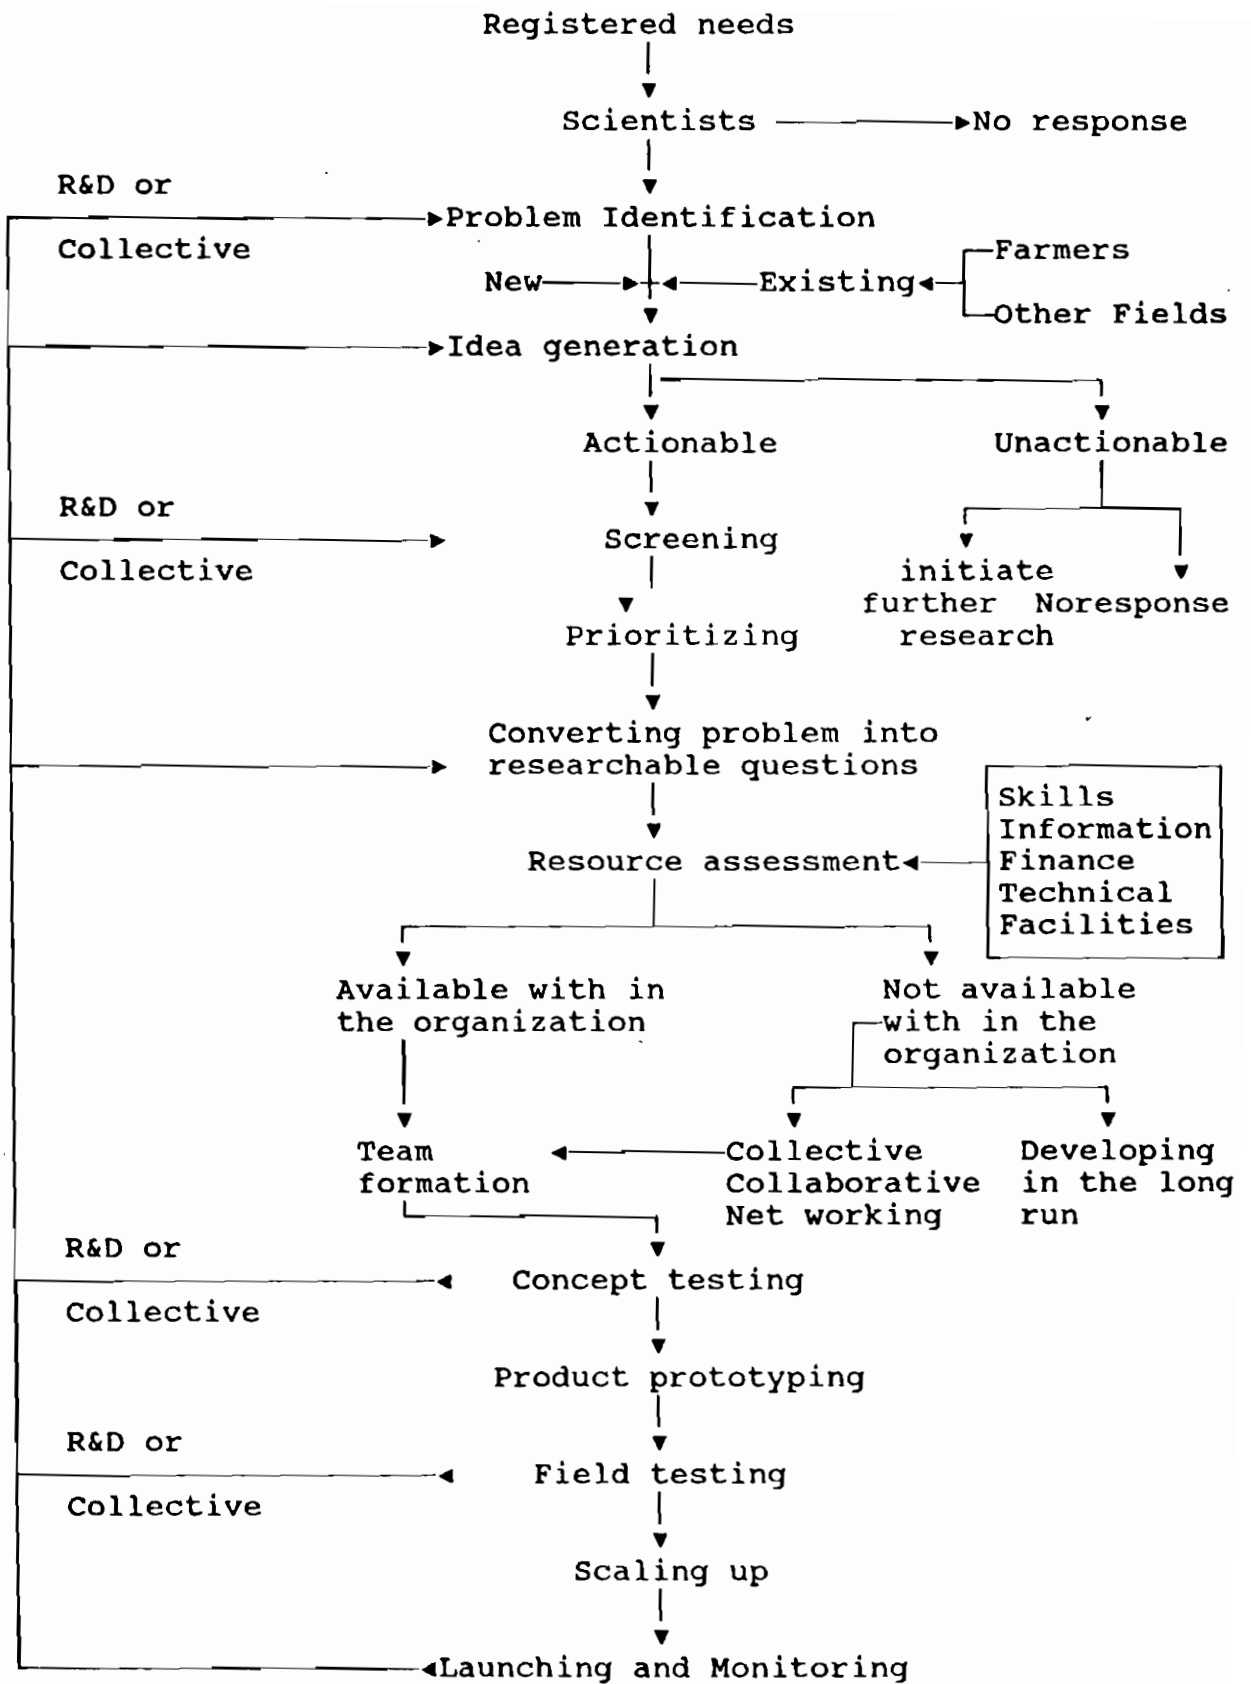 Registered needs
Scientists
No response
R&D or
Problem Identification
Collective
Farmers
New
Existing
Other Fields
Idea generation
Actionable
Unactionable
R&D or
Screening
Collective
initiate
further Noresponse
Prioritizing
research
Converting problem into
researchable questions
Skills
Information
Resource assessment
Finance
Technical
Facilities
Available with in
the organization
Not available
with in the
organization
Team
formation
Collective
Collaborative
Net working
Developing
in the long
run
R&D or
Concept testing
Collective
Product prototyping
R&D or
Field testing
Collective
Scaling up
Launching and Monitoring